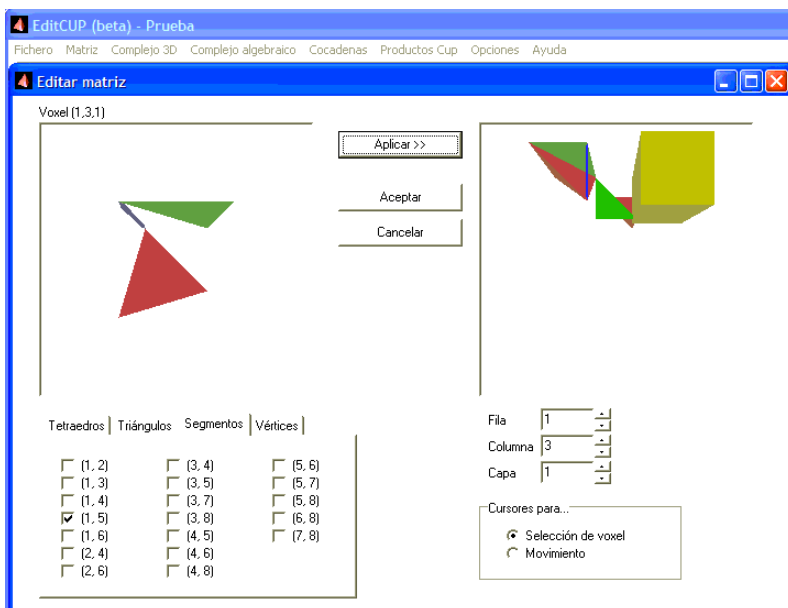 EditCUP (beta) - Prueba
Fichero Matriz Complejo 3D Complejo algebraico Cocadenas Productos Cup Opciones Ayuda
Editar matriz
Voxel (1,3,1)
Aplicar >>
Aceptar
Cancelar
Tetraedros Triángulos Segmentos Vértices
(1, 2) (3, 4) (5, 6)
(1, 3) (3, 5) (5, 7)
(1, 4) (3, 7) (5, 8)
(1, 5) (3, 8) (6, 8)
(1, 6) (4, 5) (7, 8)
(2, 4) (4, 6)
(2, 6) (4, 8)
Fila 1
Columna 3
Capa 1
Cursores para...
Selección de voxel
Movimiento